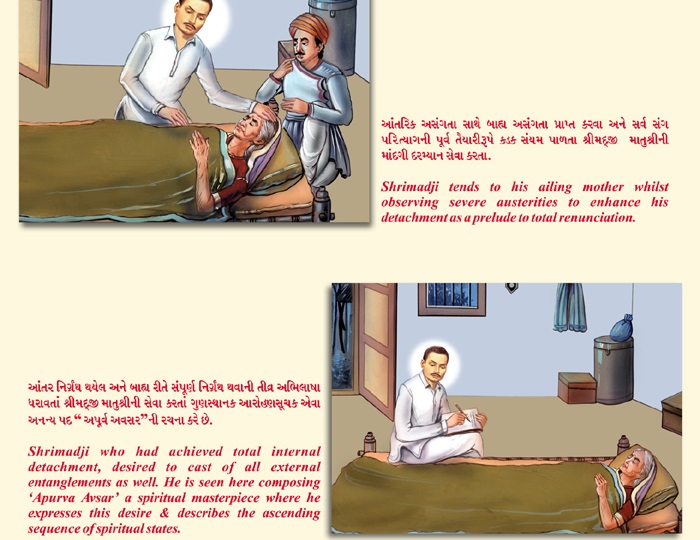 આંતરિક અસંગતા સાથે બાહ્ય અસંગતા પ્રાપ્ત કરવા અને સર્વ સંગ
પરિત્યાગની પૂર્વ તૈયારીરૂપે કડક સંયમ પાળતા શ્રીમદ્જી માતુશ્રીની
માંદગી દરમ્યાન સેવા કરતા.
Shrimadji tends to his ailing mother whilst
observing severe austerities to enhance his
detachment as a prelude to total renunciation.
આંતર નિર્ગ્રંથ થયેલ અને બાહ્ય રીતે સંપૂર્ણ નિર્ગ્રંથ થવાની તીવ્ર અભિલાષા
ધરાવતાં શ્રીમદ્જી માતુશ્રીની સેવા કરતાં ગુણસ્થાનક આરોહણસૂચક એવા
અનન્ય પદ “ અપૂર્વ અવસર”ની રચના કરે છે.
Shrimadji who had achieved total internal
detachment, desired to cast of all external
entanglements as well. He is seen here composing
‘Apurva Avsar’ a spiritual masterpiece where he
expresses this desire & describes the ascending
sequence of spiritual states.